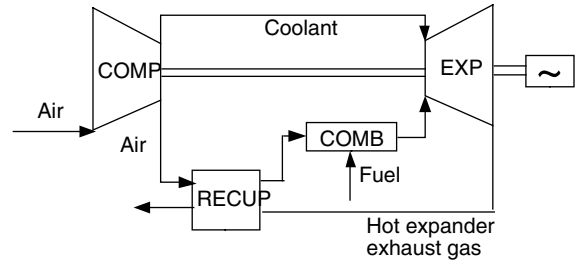 Coolant
COMP
EXP
~
Air
Air
COMB
Fuel
RECUP
Hot expander
exhaust gas